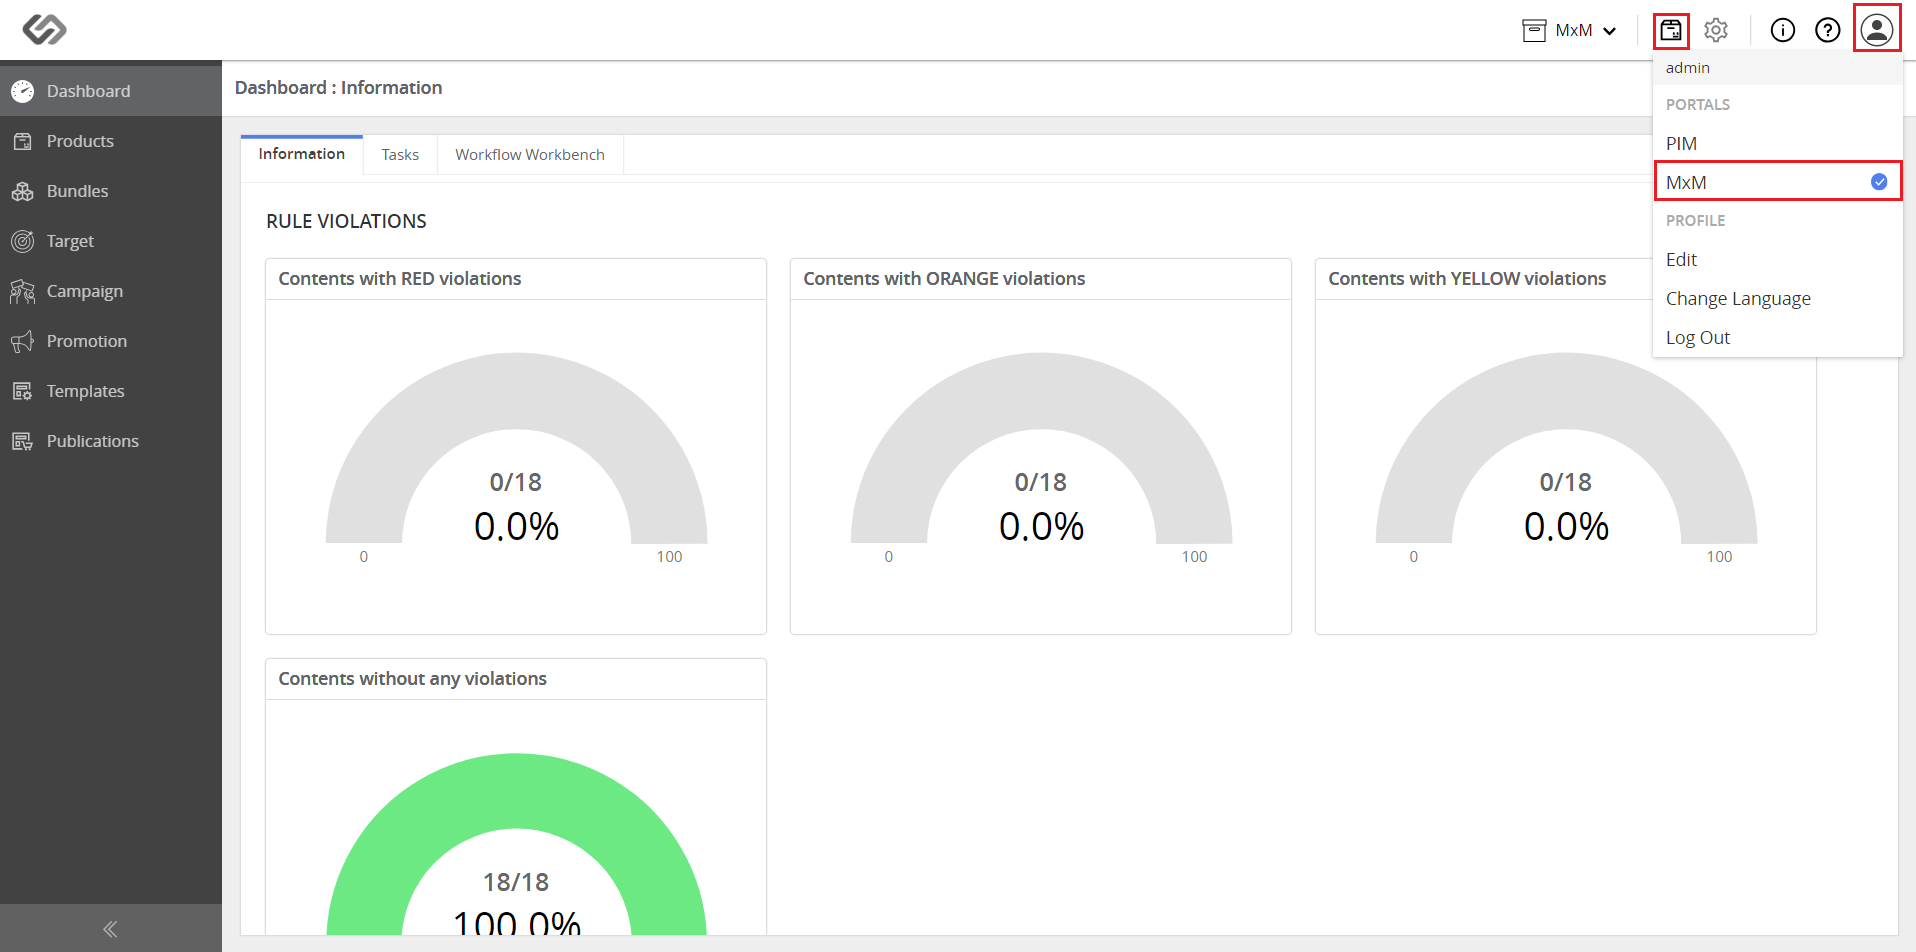 MxM
admin
PORTALS
PIM
MxM
PROFILE
Edit
Change Language
Log Out
Dashboard
Products
Bundles
Target
Campaign
Promotion
Templates
Publications
Dashboard : Information
Information
Tasks
Workflow Workbench
RULE VIOLATIONS
Contents with RED violations
0/18
0.0%
0
100
Contents with ORANGE violations
0/18
0.0%
0
100
Contents with YELLOW violations
0/18
0.0%
0
100
Contents without any violations
18/18
100.0%